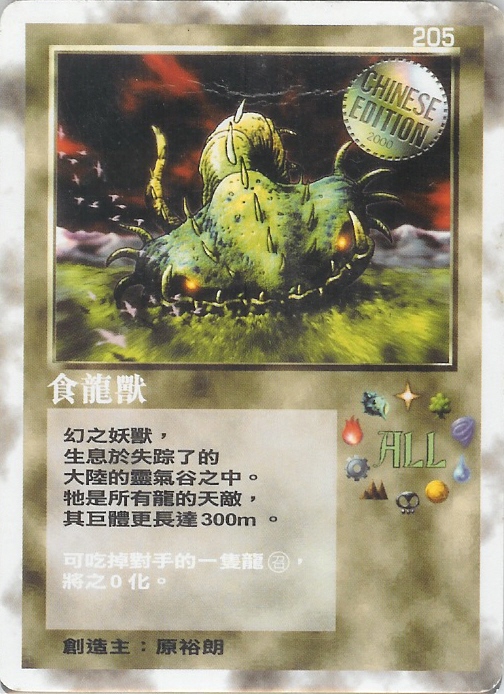 205
CHINESE
EDITION
2000
食龍獸
幻之妖獸，
生息於失踪了的
大陸的靈氣谷之中。
牠是所有龍的天敵，
其巨體更長達300m。
可吃掉對手的一隻龍㊁，
將之0化。
ALL
創造主：原裕朗